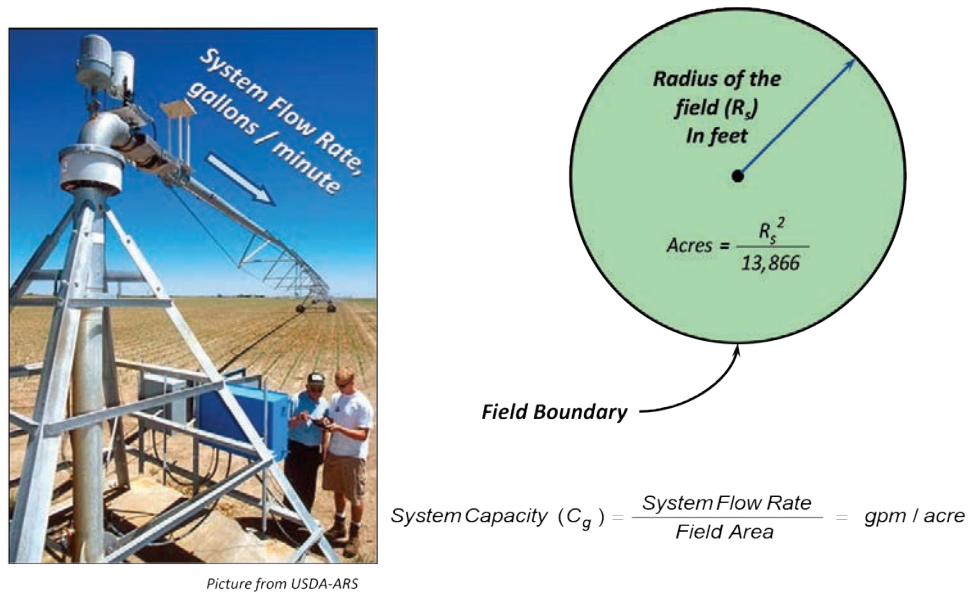 System Flow Rate,
gallons / minute
Picture from USDA-ARS
Radius of the
field (Rₛ)
In feet
Acres = Rₛ² / 13,866
Field Boundary
System Capacity (C_g) = System Flow Rate / Field Area = gpm / acre